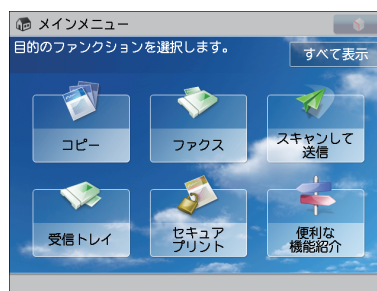 メインメニュー
目的のファンクションを選択します。
すべて表示
コピー
ファクス
スキャンして
送信
受信トレイ
セキュア
プリント
便利な
機能紹介